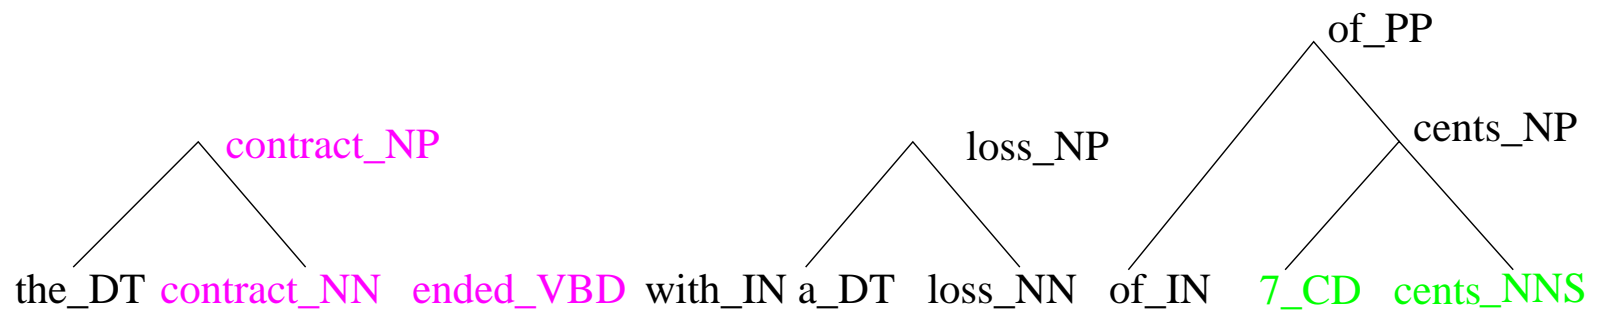 of_PP
contract_NP loss_NP cents_NP
the_DT contract_NN ended_VBD with_IN a_DT loss_NN of_IN 7_CD cents_NNS